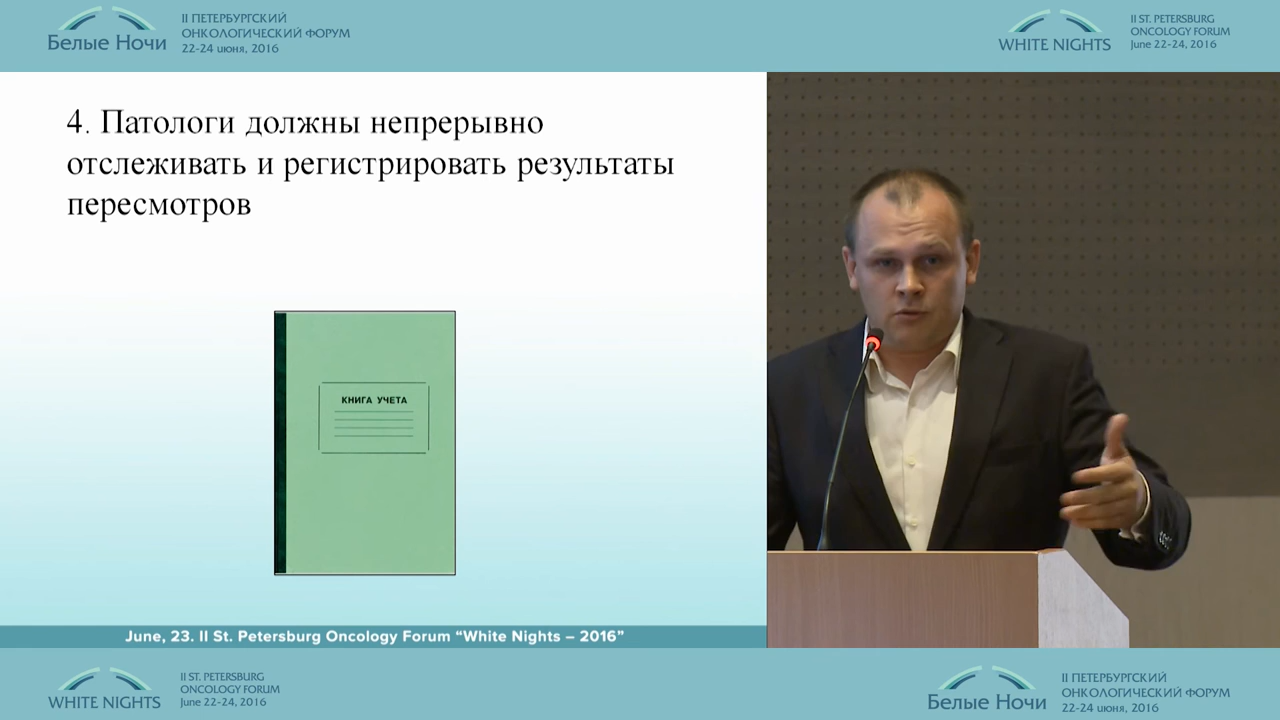 Белые Ночи
II ПЕТЕРБУРГСКИЙ
ОНКОЛОГИЧЕСКИЙ ФОРУМ
22-24 июня, 2016
WHITE NIGHTS
II ST. PETERSBURG
ONCOLOGY FORUM
June 22-24, 2016
4. Патологи должны непрерывно
отслеживать и регистрировать результаты
пересмотров
КНИГА УЧЕТА
June, 23. II St. Petersburg Oncology Forum “White Nights – 2016”
WHITE NIGHTS
II ST. PETERSBURG
ONCOLOGY FORUM
June 22-24, 2016
Белые Ночи
II ПЕТЕРБУРГСКИЙ
ОНКОЛОГИЧЕСКИЙ ФОРУМ
22-24 июня, 2016